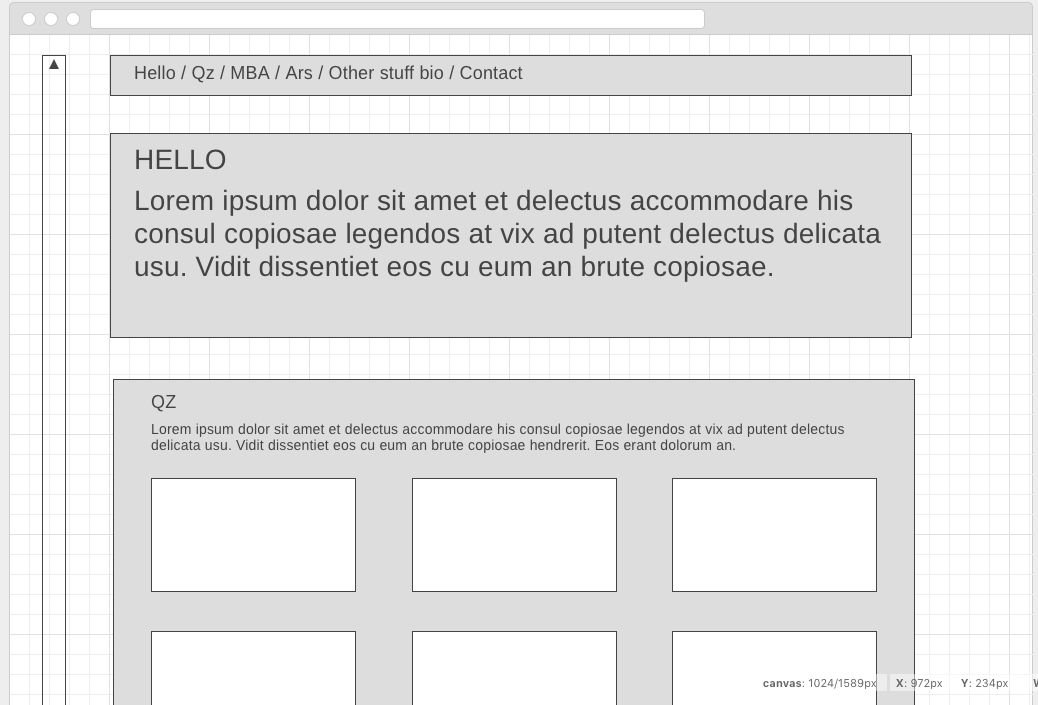 Hello / Qz / MBA / Ars / Other stuff bio / Contact
HELLO
Lorem ipsum dolor sit amet et delectus accommodare his
consul copiosae legendos at vix ad putent delectus delicata
usu. Vidit dissentiet eos cu eum an brute copiosae.
QZ
Lorem ipsum dolor sit amet et delectus accommodare his consul copiosae legendos at vix ad putent delectus
delicata usu. Vidit dissentiet eos cu eum an brute copiosae hendrerit. Eos erant dolorum an.
canvas: 1024/1589px X: 972px Y: 234px